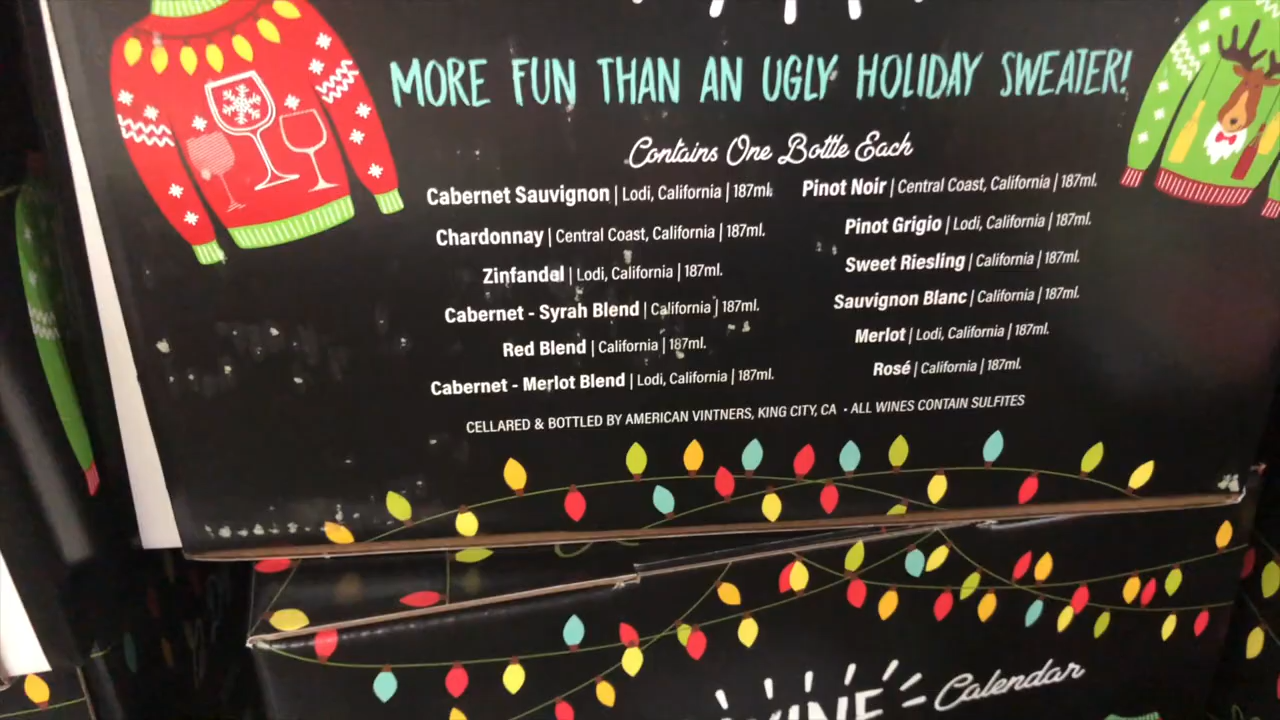 MORE FUN THAN AN UGLY HOLIDAY SWEATER!
Contains One Bottle Each
Cabernet Sauvignon | Lodi, California | 187ml.
Chardonnay | Central Coast, California | 187ml.
Zinfandel | Lodi, California | 187ml.
Cabernet - Syrah Blend | California | 187ml.
Red Blend | California | 187ml.
Cabernet - Merlot Blend | Lodi, California | 187ml.
Pinot Noir | Central Coast, California | 187ml.
Pinot Grigio | Lodi, California | 187ml.
Sweet Riesling | California | 187ml.
Sauvignon Blanc | California | 187ml.
Merlot | Lodi, California | 187ml.
Rosé | California | 187ml.
CELLARED & BOTTLED BY AMERICAN VINTNERS, KING CITY, CA · ALL WINES CONTAIN SULFITES
WINE Calendar